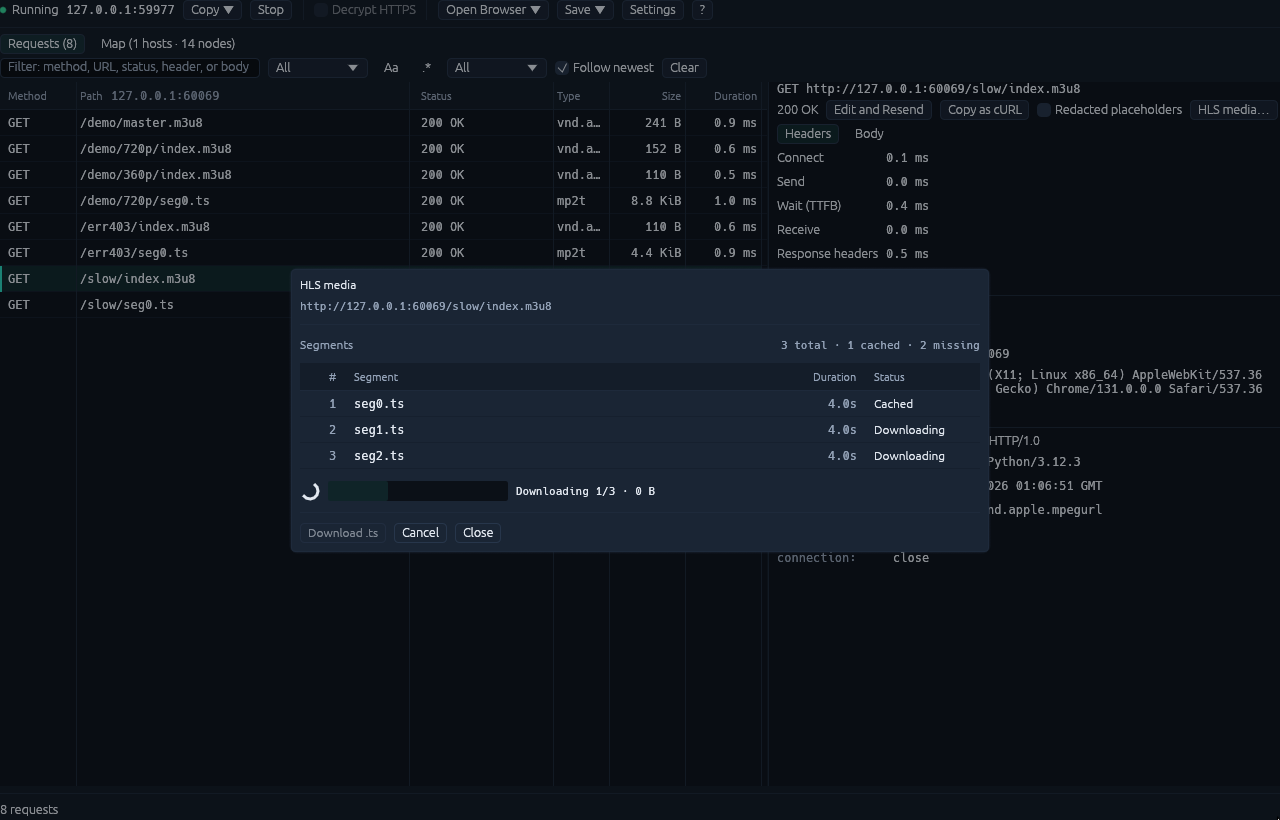 Running 127.0.0.1:59977 Copy Stop Decrypt HTTPS Open Browser Save Settings ?
Requests (8) Map (1 hosts · 14 nodes)
Filter: method, URL, status, header, or body All Aa .* All Follow newest Clear
Method Path 127.0.0.1:60069 Status Type Size Duration
GET /demo/master.m3u8 200 OK vnd.a… 241 B 0.9 ms
GET /demo/720p/index.m3u8 200 OK vnd.a… 152 B 0.6 ms
GET /demo/360p/index.m3u8 200 OK vnd.a… 110 B 0.5 ms
GET /demo/720p/seg0.ts 200 OK mp2t 8.8 KiB 1.0 ms
GET /err403/index.m3u8 200 OK vnd.a… 110 B 0.6 ms
GET /err403/seg0.ts 200 OK mp2t 4.4 KiB 0.9 ms
GET /slow/index.m3u8
GET /slow/seg0.ts
GET http://127.0.0.1:60069/slow/index.m3u8
200 OK Edit and Resend Copy as cURL Redacted placeholders HLS media…
Headers Body
Connect 0.1 ms
Send 0.0 ms
Wait (TTFB) 0.4 ms
Receive 0.0 ms
Response headers 0.5 ms
069
(X11; Linux x86_64) AppleWebKit/537.36
Gecko) Chrome/131.0.0.0 Safari/537.36
HTTP/1.0
Python/3.12.3
026 01:06:51 GMT
nd.apple.mpegurl
connection: close
HLS media
http://127.0.0.1:60069/slow/index.m3u8
Segments 3 total · 1 cached · 2 missing
# Segment Duration Status
1 seg0.ts 4.0s Cached
2 seg1.ts 4.0s Downloading
3 seg2.ts 4.0s Downloading
Downloading 1/3 · 0 B
Download .ts Cancel Close
8 requests